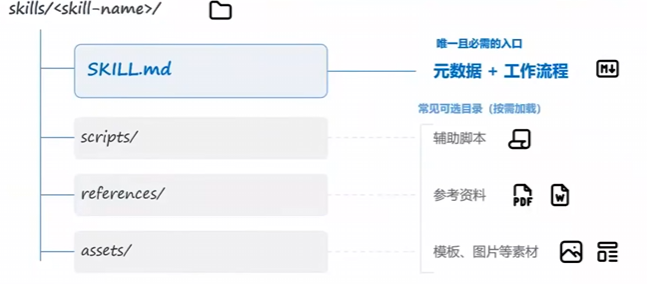 skills/<skill-name>/
唯一且必需的入口
SKILL.md
元数据 + 工作流程
M
常见可选目录（按需加载）
scripts/
辅助脚本
references/
参考资料
PDF
W
assets/
模板、图片等素材